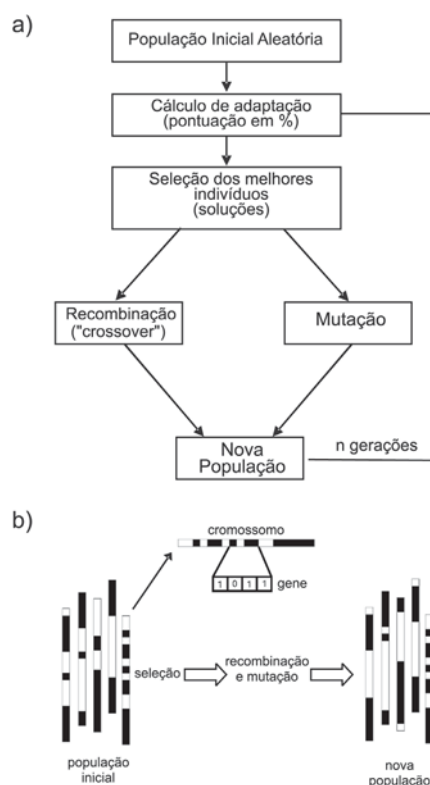 a)
População Inicial Aleatória
Cálculo de adaptação
(pontuação em %)
Seleção dos melhores
indivíduos
(soluções)
Recombinação
("crossover")
Mutação
Nova
População
n gerações
b)
cromossomo
1 0 1 1
gene
seleção
recombinação
e mutação
população
inicial
nova
população